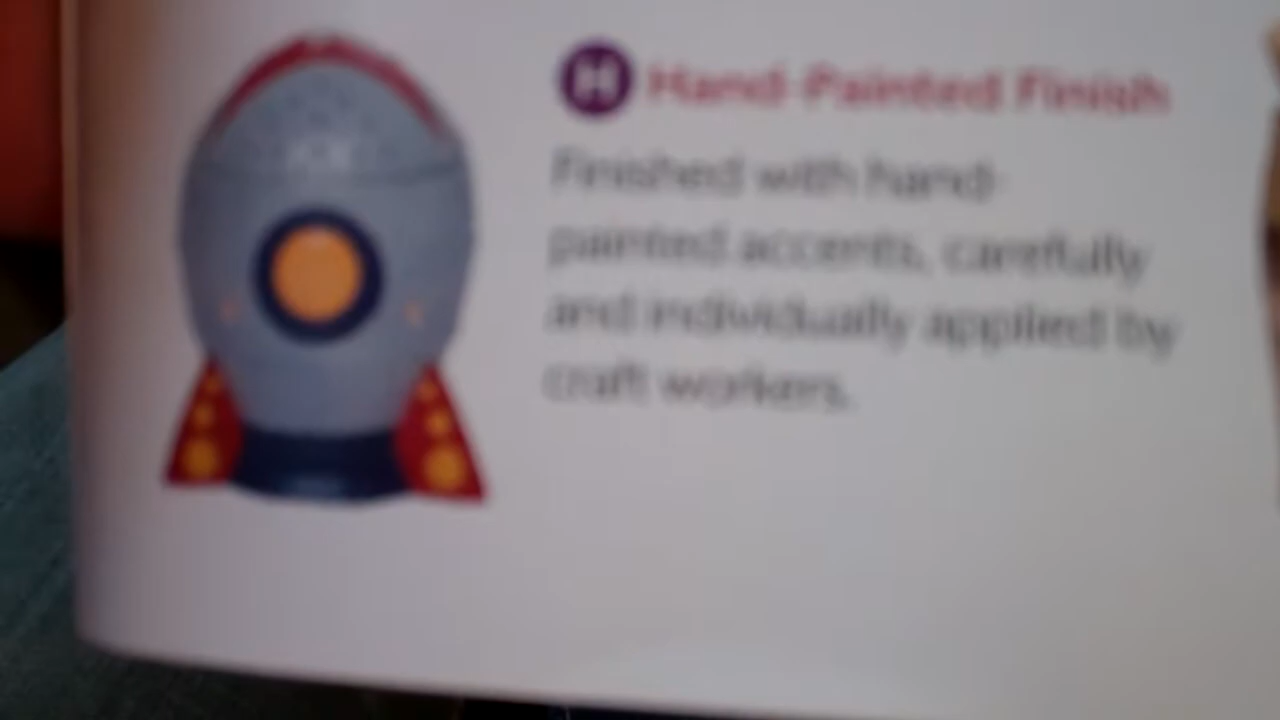 H Hand-Painted Finish
Finished with hand-
painted accents, carefully
and individually applied by
craft workers.